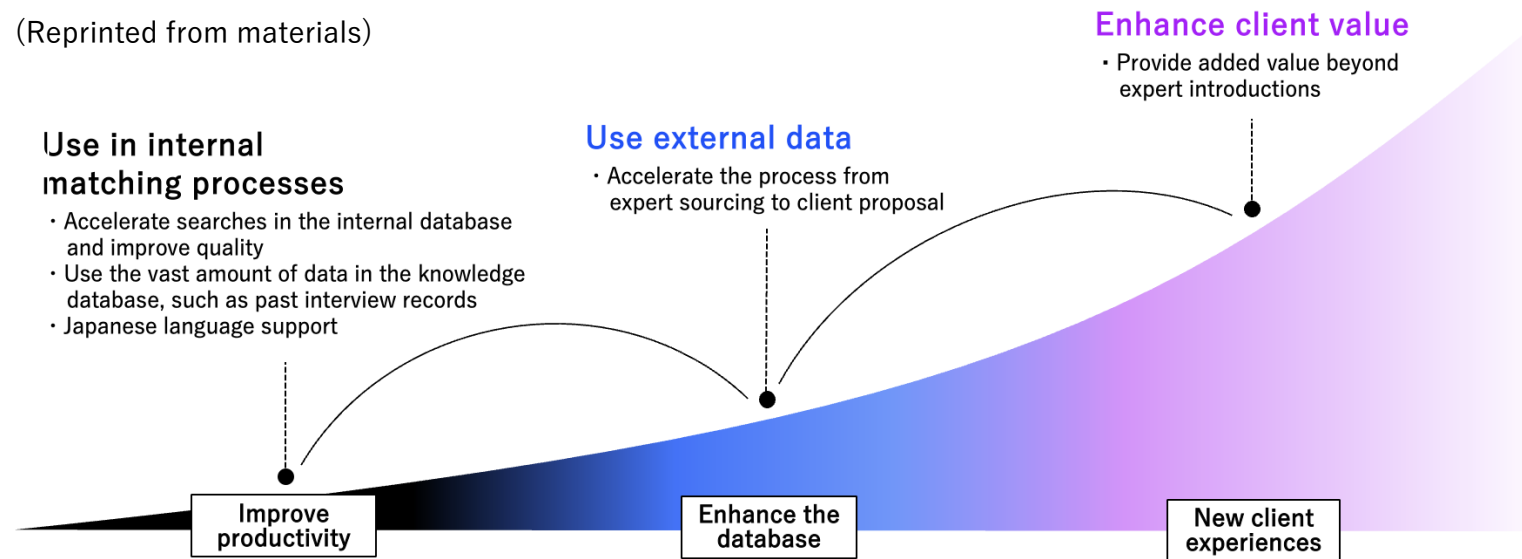 (Reprinted from materials)
Use in internal
matching processes
・Accelerate searches in the internal database
and improve quality
・Use the vast amount of data in the knowledge
database, such as past interview records
・Japanese language support
Use external data
・Accelerate the process from
expert sourcing to client proposal
Enhance client value
・Provide added value beyond
expert introductions
Improve
productivity
Enhance the
database
New client
experiences